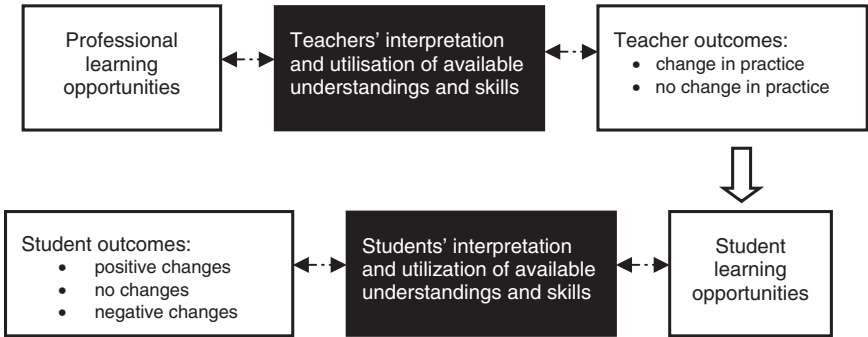 Professional
learning
opportunities
Teachers’ interpretation
and utilisation of available
understandings and skills
Teacher outcomes:
• change in practice
• no change in practice
Student outcomes:
• positive changes
• no changes
• negative changes
Students’ interpretation
and utilization of available
understandings and skills
Student
learning
opportunities